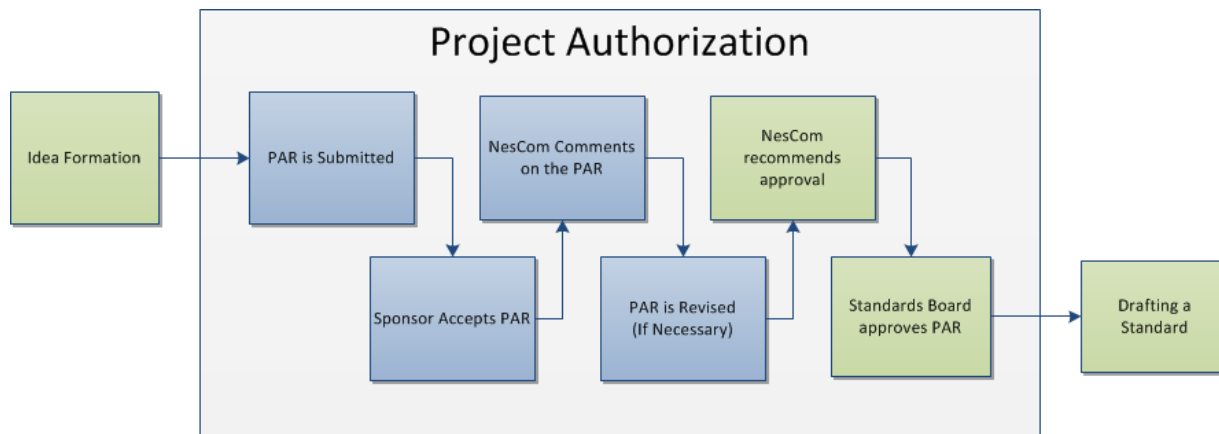 Project Authorization
Idea Formation
PAR is Submitted
Sponsor Accepts PAR
NesCom Comments
on the PAR
PAR is Revised
(If Necessary)
NesCom
recommends
approval
Standards Board
approves PAR
Drafting a
Standard